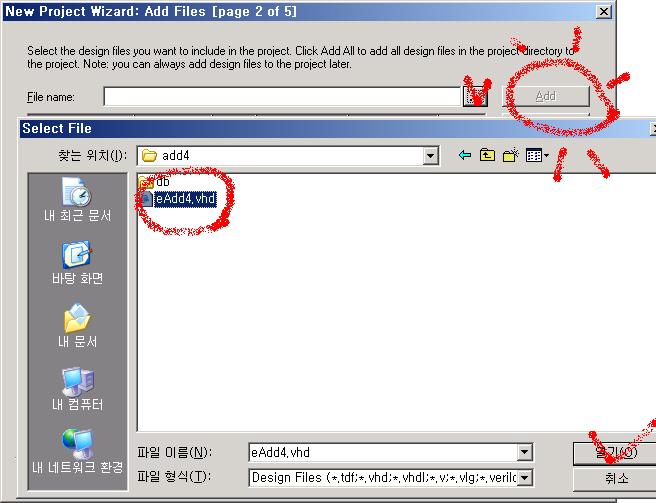 New Project Wizard: Add Files [page 2 of 5]
Select the design files you want to include in the project. Click Add All to add all design files in the project directory to
the project. Note: you can always add design files to the project later.
File name:
Add
Select File
찾는 위치(I):
add4
db
eAdd4.vhd
내 최근 문서
바탕 화면
내 문서
내 컴퓨터
내 네트워크 환경
파일 이름(N):
eAdd4.vhd
열기(O)
파일 형식(T):
Design Files (*.tdf;*.vhd;*.vhdl;*.v;*.vlg;*.verilo
취소